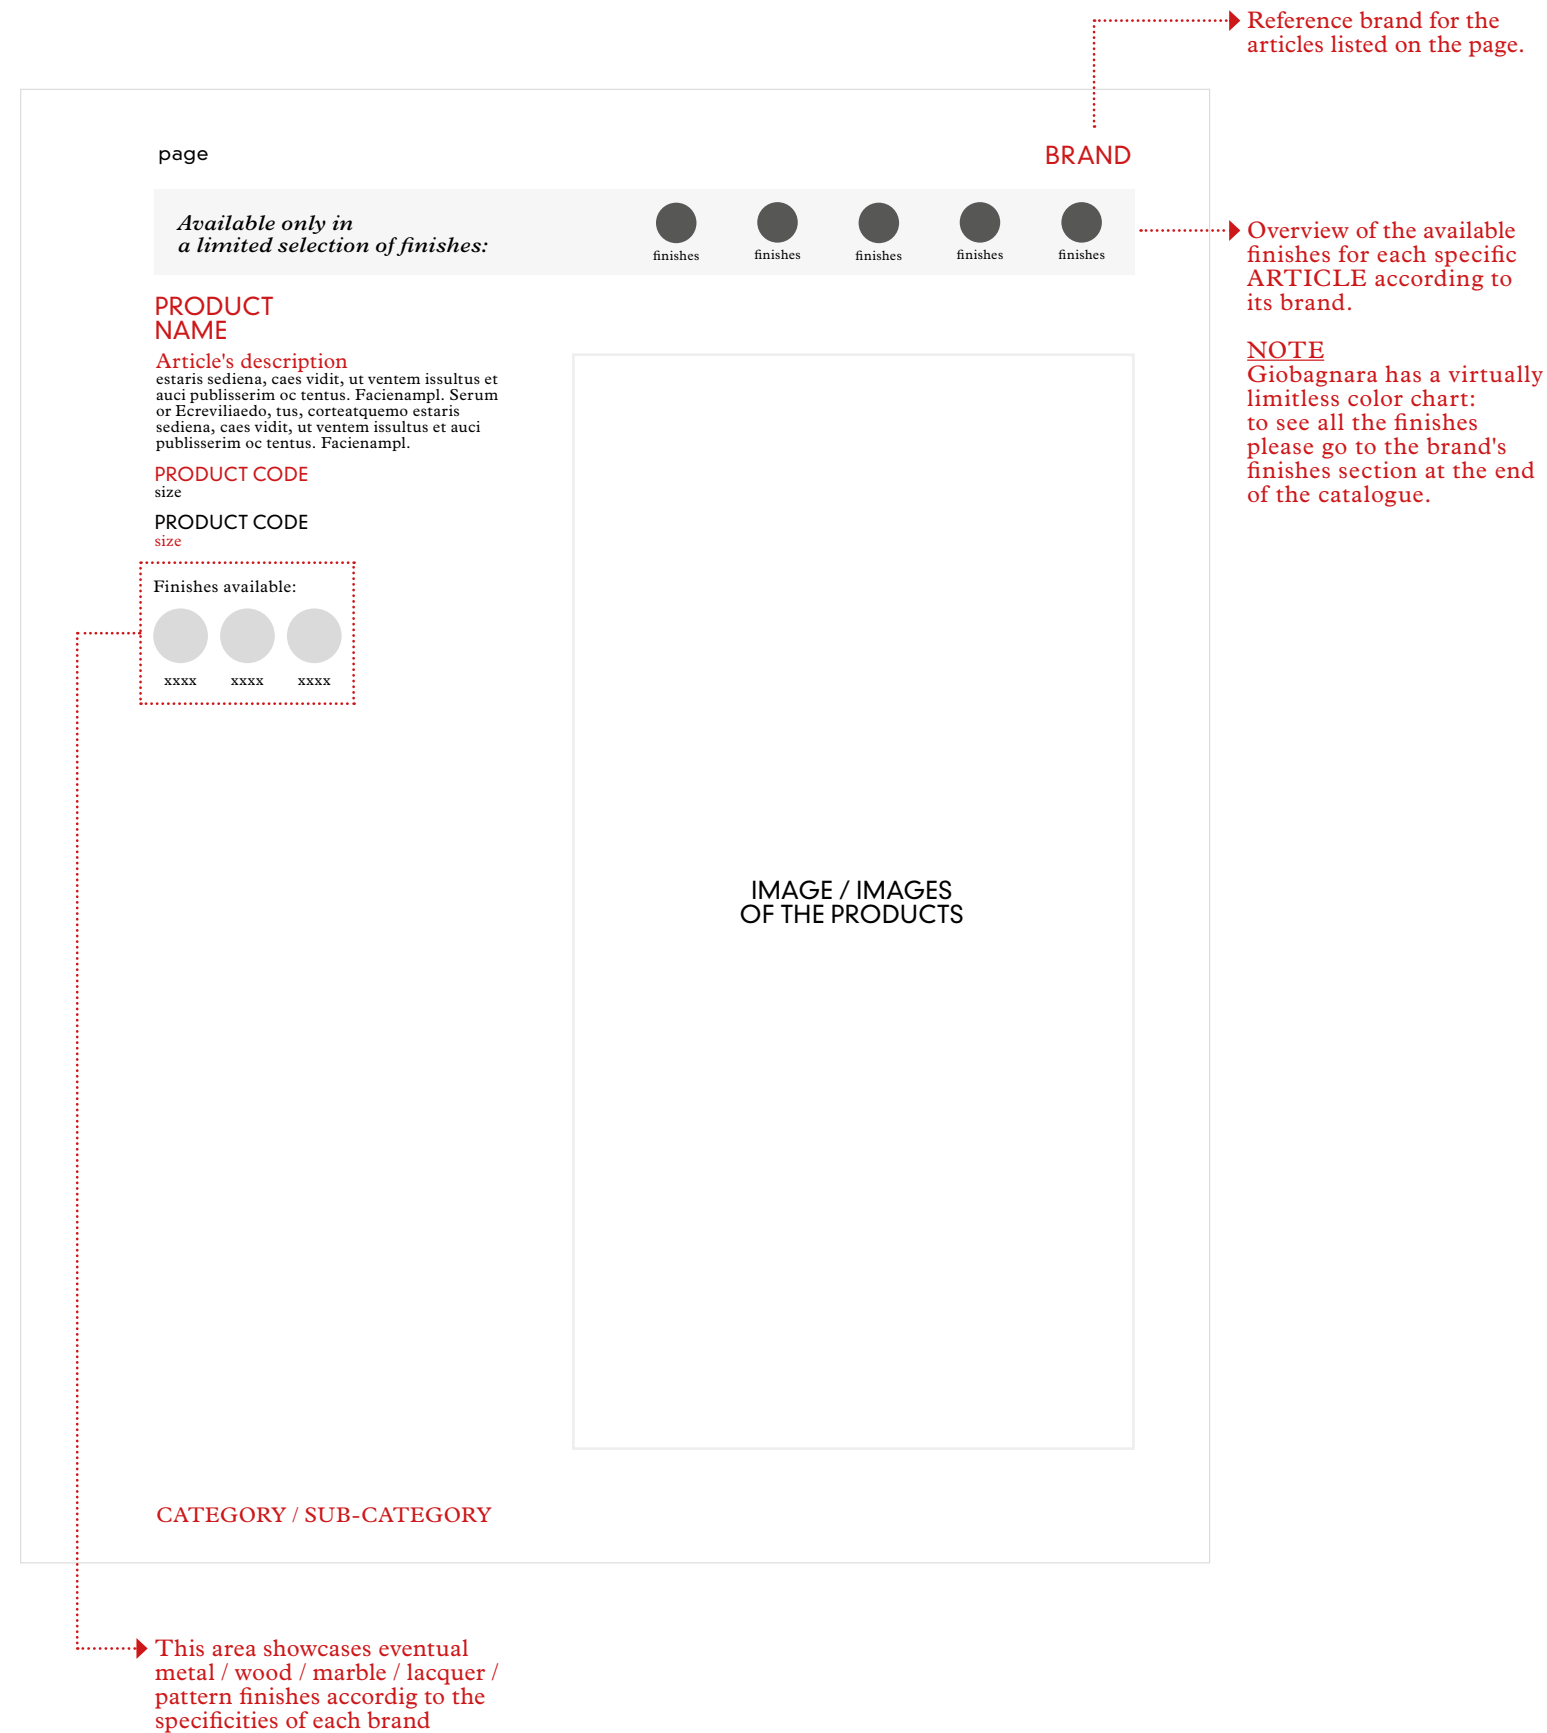 Reference brand for the
articles listed on the page.
page
BRAND
Available only in
a limited selection of finishes:
finishes
finishes
finishes
finishes
finishes
Overview of the available
finishes for each specific
ARTICLE according to
its brand.
NOTE
Giobagnara has a virtually
limitless color chart:
to see all the finishes
please go to the brand's
finishes section at the end
of the catalogue.
PRODUCT
NAME
Article's description
estaris sediena, caes vidit, ut ventem issultus et
auci publisserim oc tentus. Facienampl. Serum
or Ecreviliaedo, tus, corteatquemo estaris
sediena, caes vidit, ut ventem issultus et auci
publisserim oc tentus. Facienampl.
PRODUCT CODE
size
PRODUCT CODE
size
Finishes available:
xxxx
xxxx
xxxx
IMAGE / IMAGES
OF THE PRODUCTS
CATEGORY / SUB-CATEGORY
This area showcases eventual
metal / wood / marble / lacquer /
pattern finishes accordig to the
specificities of each brand